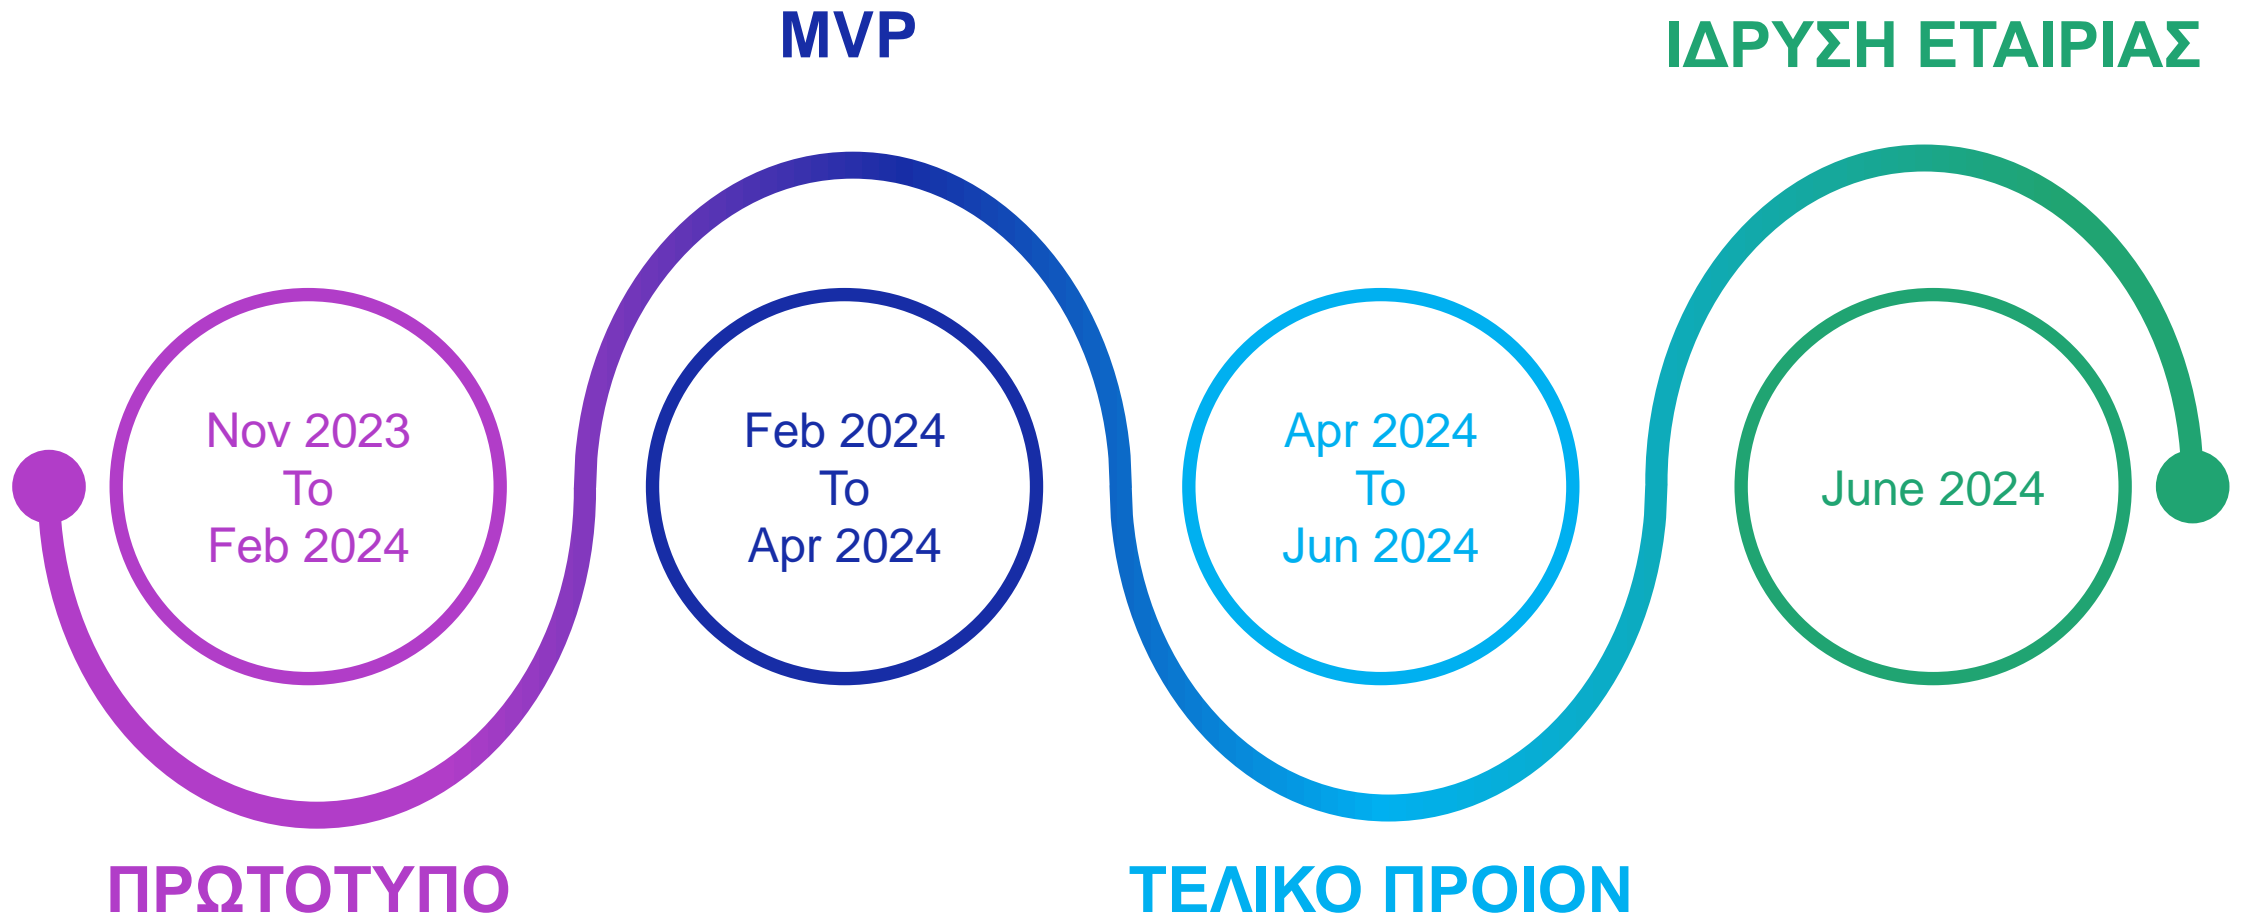 MVP
ΙΔΡΥΣΗ ΕΤΑΙΡΙΑΣ
Nov 2023
To
Feb 2024
Feb 2024
To
Apr 2024
Apr 2024
To
Jun 2024
June 2024
ΠΡΩΤΟΤΥΠΟ
ΤΕΛΙΚΟ ΠΡΟΙΟΝ